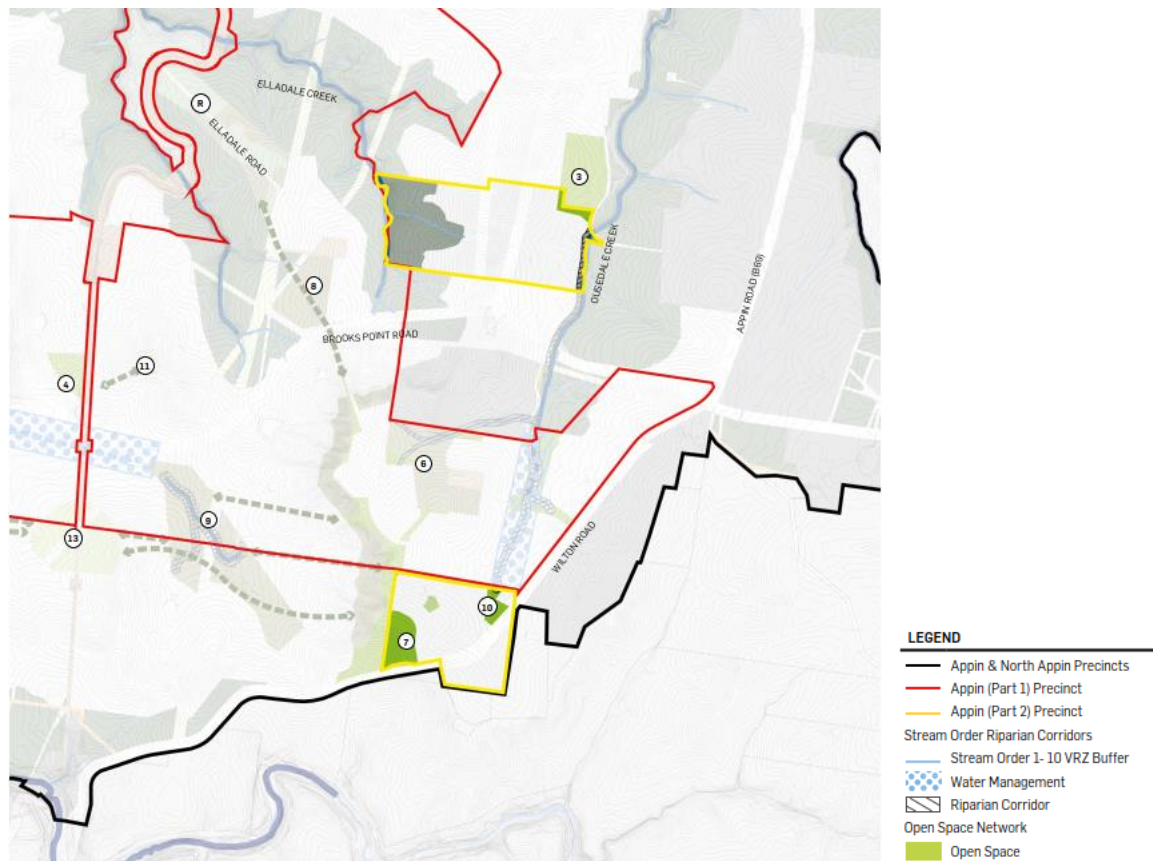 ELLADALE CREEK
R
ELLADALE ROAD
3
OUSEDALE CREEK
APPIN ROAD (B69)
8
BROOKS POINT ROAD
11
4
6
9
13
WILTON ROAD
10
7
LEGEND
Appin & North Appin Precincts
Appin (Part 1) Precinct
Appin (Part 2) Precinct
Stream Order Riparian Corridors
Stream Order 1- 10 VRZ Buffer
Water Management
Riparian Corridor
Open Space Network
Open Space